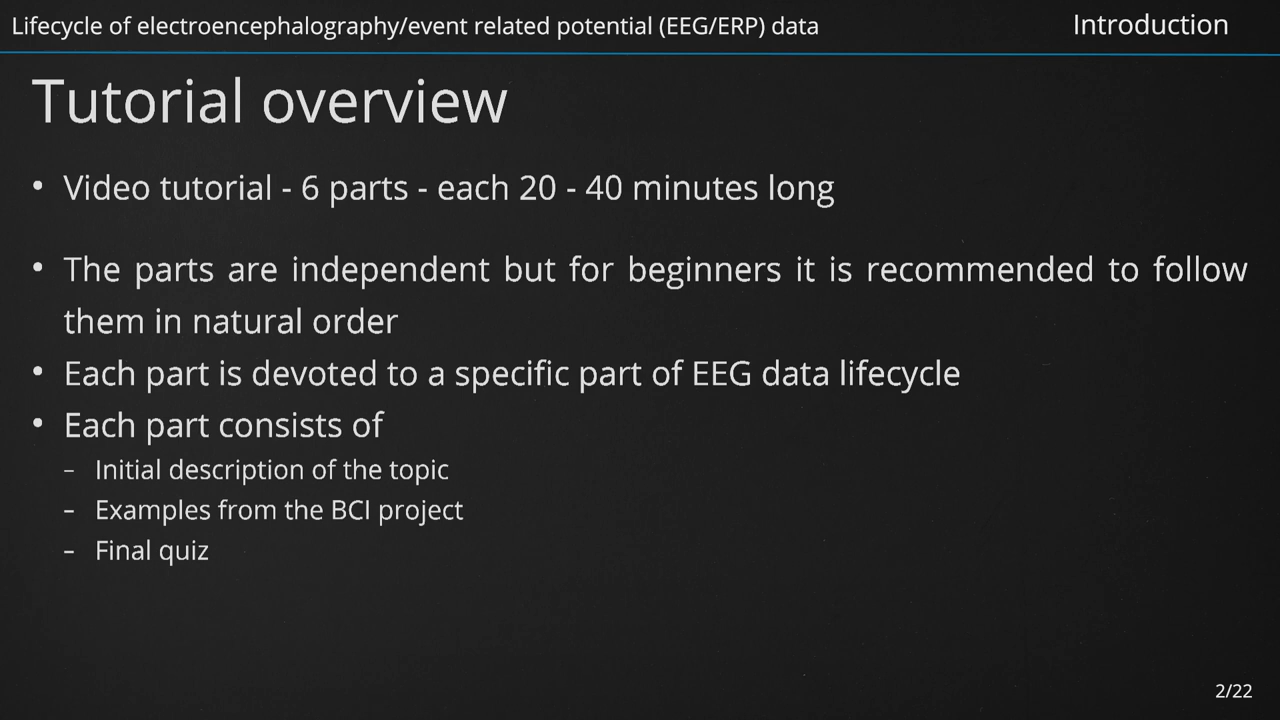 Lifecycle of electroencephalography/event related potential (EEG/ERP) data
Introduction
Tutorial overview
• Video tutorial - 6 parts - each 20 - 40 minutes long
• The parts are independent but for beginners it is recommended to follow
them in natural order
• Each part is devoted to a specific part of EEG data lifecycle
• Each part consists of
– Initial description of the topic
– Examples from the BCI project
– Final quiz
2/22